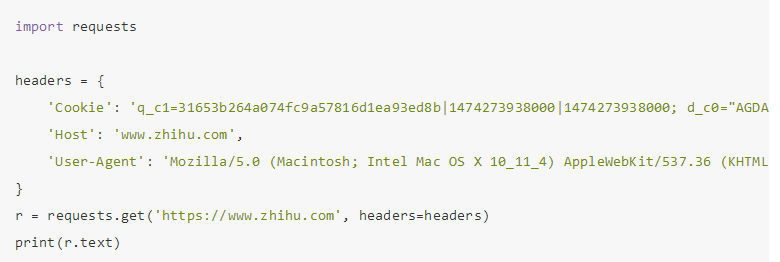 import requests
headers = {
'Cookie': 'q_c1=31653b264a074fc9a57816d1ea93ed8b|1474273938000|1474273938000; d_c0="AGDA
'Host': 'www.zhihu.com',
'User-Agent': 'Mozilla/5.0 (Macintosh; Intel Mac OS X 10_11_4) AppleWebKit/537.36 (KHTML
}
r = requests.get('https://www.zhihu.com', headers=headers)
print(r.text)